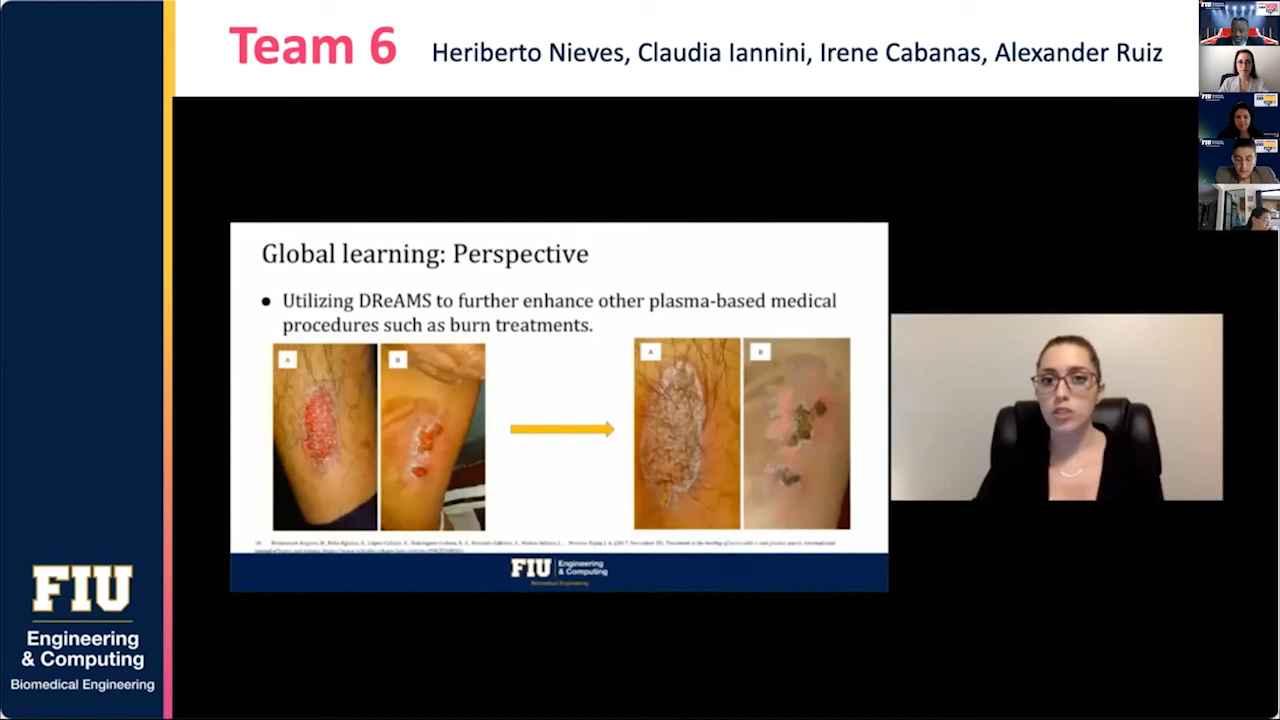 Team 6
Heriberto Nieves, Claudia Iannini, Irene Cabanas, Alexander Ruiz
Global learning: Perspective
● Utilizing DReAMS to further enhance other plasma-based medical
procedures such as burn treatments.
A
B
A
B
FIU
Engineering
& Computing
Biomedical Engineering
FIU
Engineering
& Computing
Biomedical Engineering